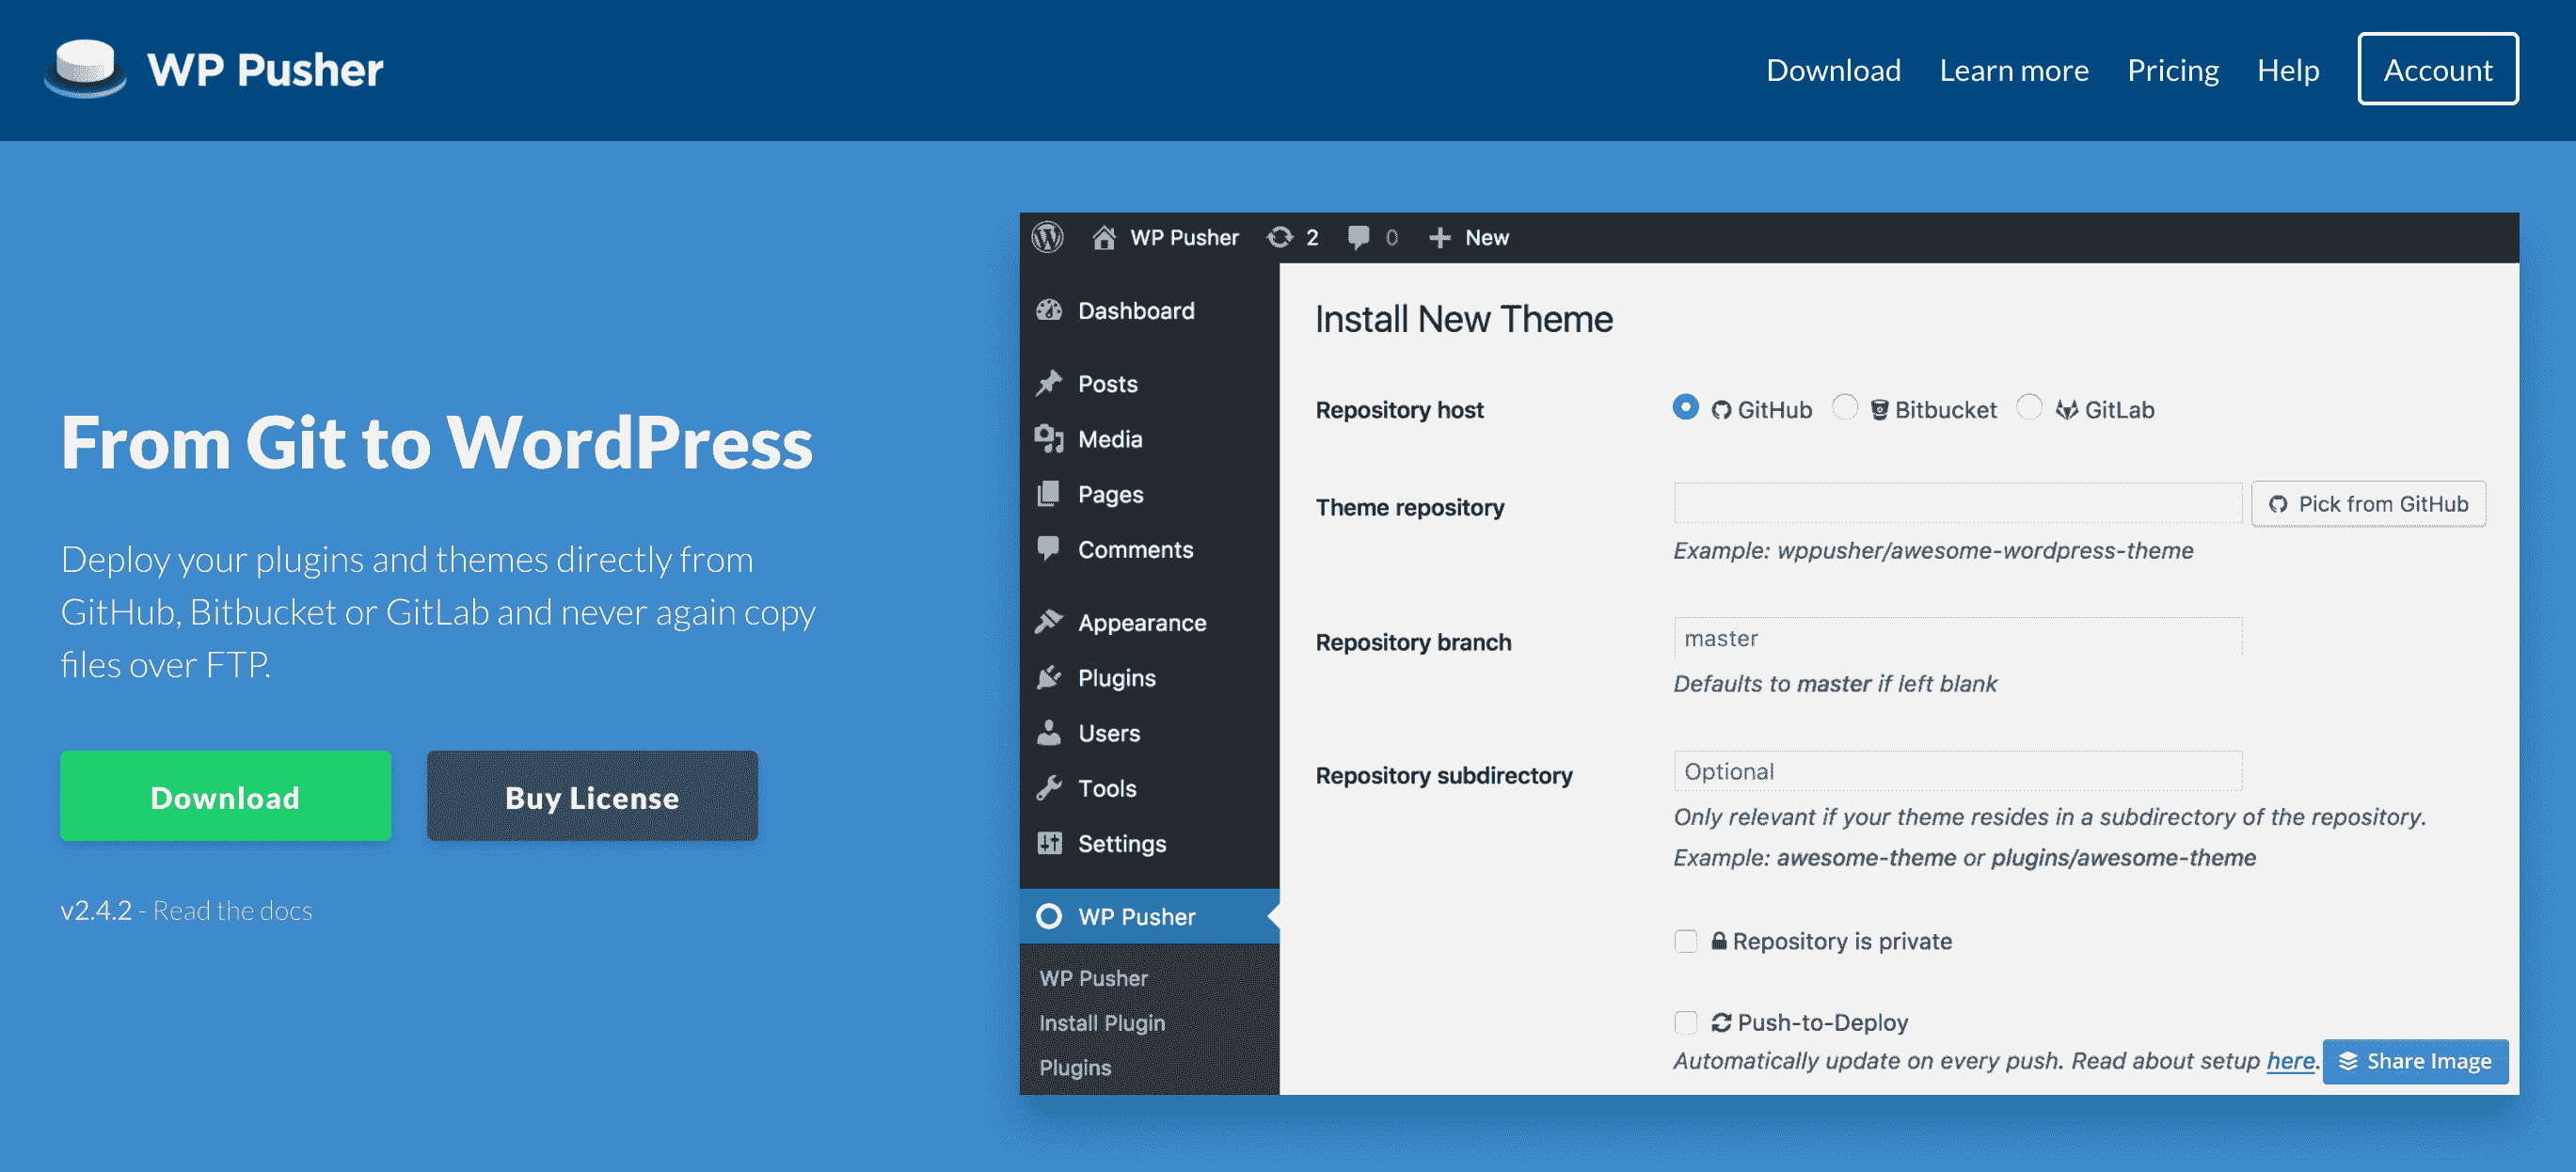 WP Pusher
Download Learn more Pricing Help Account
From Git to WordPress
Deploy your plugins and themes directly from
GitHub, Bitbucket or GitLab and never again copy
files over FTP.
Download Buy License
v2.4.2 - Read the docs
WP Pusher 2 0 New
Dashboard
Posts
Media
Pages
Comments
Appearance
Plugins
Users
Tools
Settings
WP Pusher
WP Pusher
Install Plugin
Plugins
Install New Theme
Repository host GitHub Bitbucket GitLab
Theme repository Pick from GitHub
Example: wppusher/awesome-wordpress-theme
Repository branch master
Defaults to master if left blank
Repository subdirectory Optional
Only relevant if your theme resides in a subdirectory of the repository.
Example: awesome-theme or plugins/awesome-theme
Repository is private
Push-to-Deploy
Automatically update on every push. Read about setup here.
Share Image